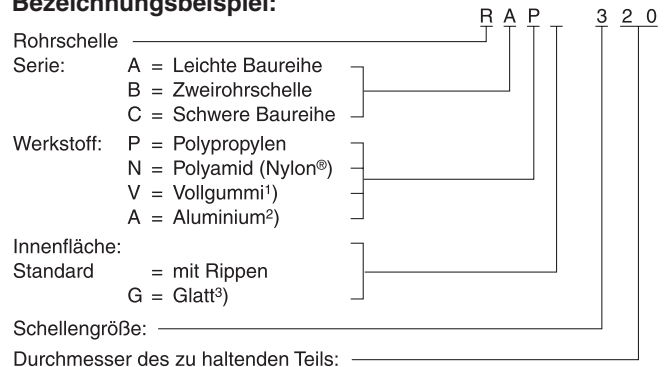 Bezeichnungsbeispiel:
R A P _ 3 2 0
Rohrschelle
Serie: A = Leichte Baureihe
B = Zweirohrschelle
C = Schwere Baureihe
Werkstoff: P = Polypropylen
N = Polyamid (Nylon®)
V = Vollgummi¹)
A = Aluminium²)
Innenfläche:
Standard = mit Rippen
G = Glatt³)
Schellengröße:
Durchmesser des zu haltenden Teils: